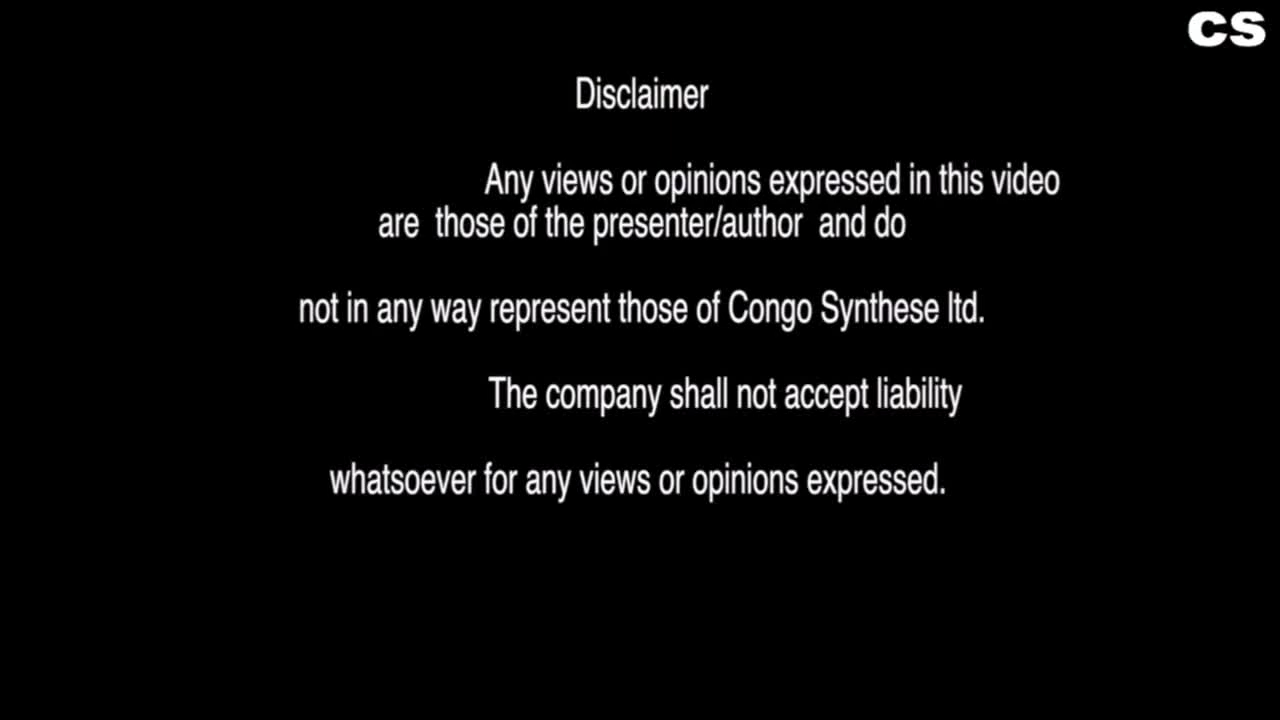 CS
Disclaimer
Any views or opinions expressed in this video
are those of the presenter/author and do
not in any way represent those of Congo Synthese ltd.
The company shall not accept liability
whatsoever for any views or opinions expressed.